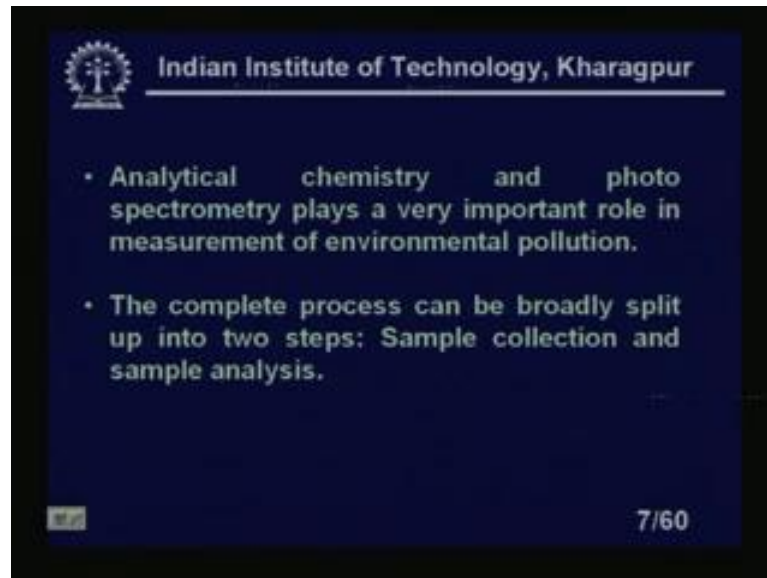 Indian Institute of Technology, Kharagpur
• Analytical chemistry and photo
spectrometry plays a very important role in
measurement of environmental pollution.
• The complete process can be broadly split
up into two steps: Sample collection and
sample analysis.
7/60